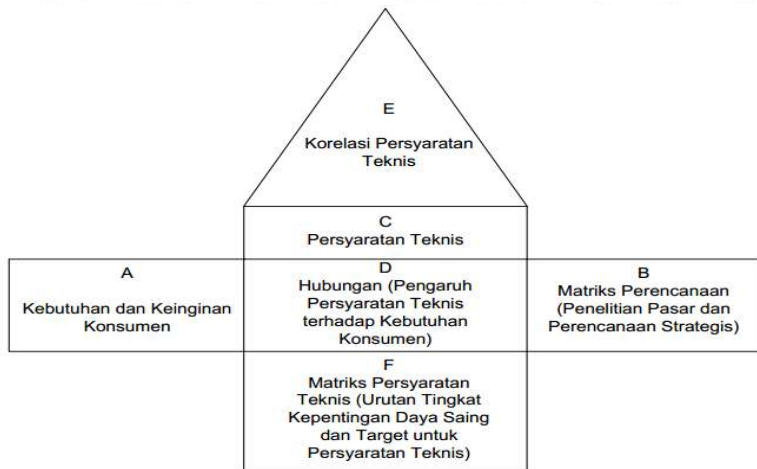 E
Korelasi Persyaratan
Teknis
C
Persyaratan Teknis
A
Kebutuhan dan Keinginan
Konsumen
D
Hubungan (Pengaruh
Persyaratan Teknis
terhadap Kebutuhan
Konsumen)
B
Matriks Perencanaan
(Penelitian Pasar dan
Perencanaan Strategis)
F
Matriks Persyaratan
Teknis (Urutan Tingkat
Kepentingan Daya Saing
dan Target untuk
Persyaratan Teknis)